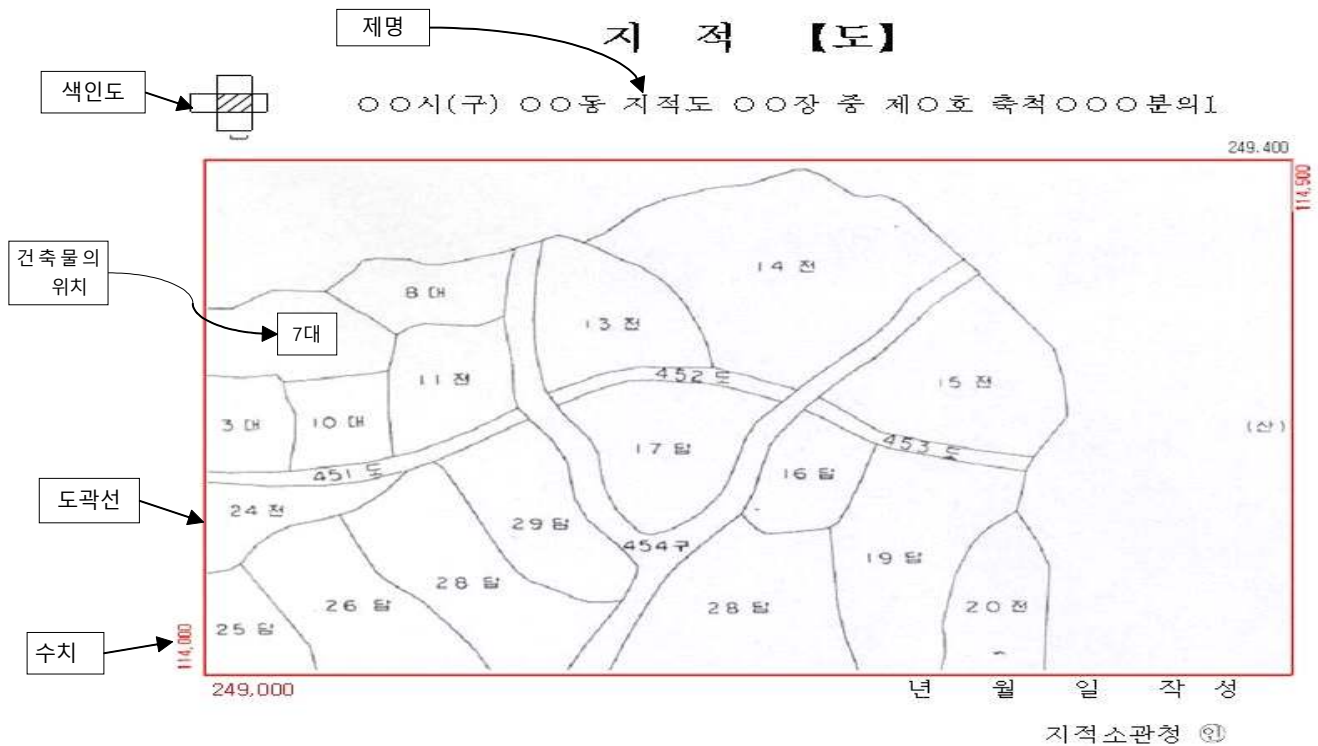 제명
지 적 【도】
색인도
○○시(구) ○○동 지적도 ○○장 중 제○호 축척○○○분의1
249.400
114,900
건축물의
위치
14 전
8 대
13 전
7대
11 전
452 도
15 전
3 대
10 대
17 답
453 도
(산)
451 도
16 답
도곽선
24 전
29 답
454구
19 답
28 답
26 답
28 답
20 전
25 답
수치
114,000
249,000
년 월 일 작 성
지적소관청 ㊞